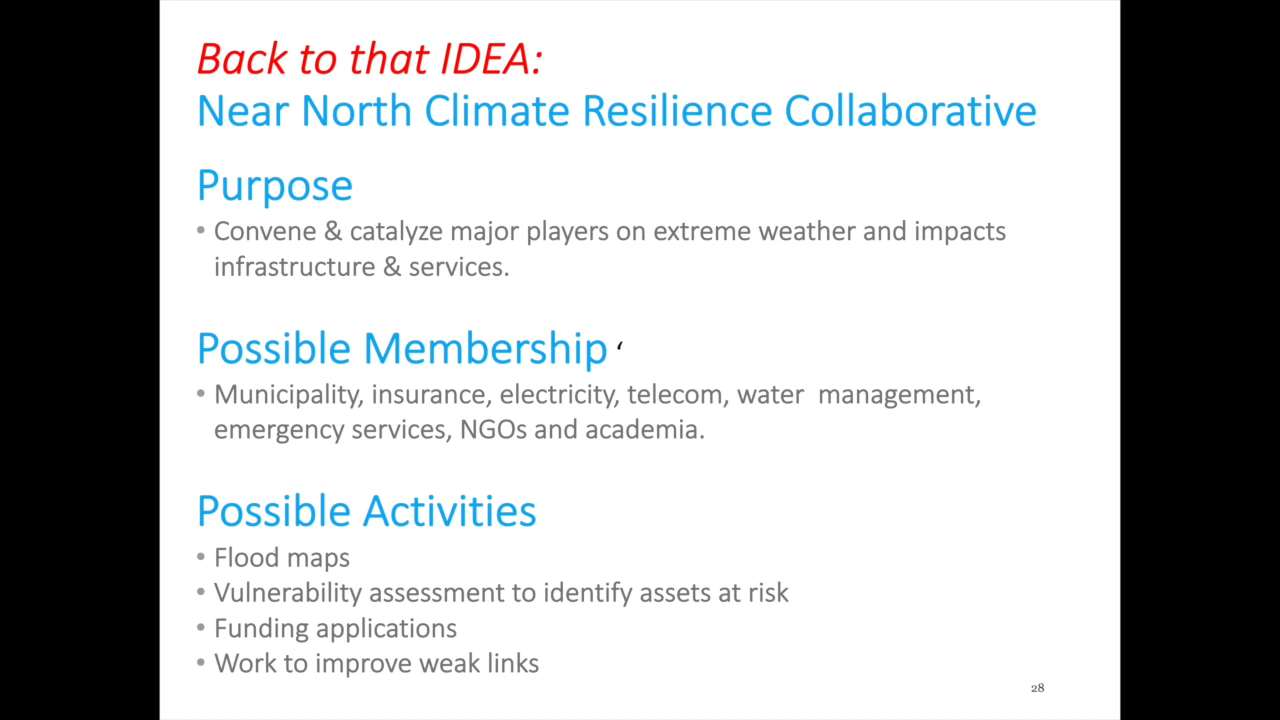 Back to that IDEA:
Near North Climate Resilience Collaborative
Purpose
• Convene & catalyze major players on extreme weather and impacts
infrastructure & services.
Possible Membership ‘
• Municipality, insurance, electricity, telecom, water  management,
emergency services, NGOs and academia.
Possible Activities
• Flood maps
• Vulnerability assessment to identify assets at risk
• Funding applications
• Work to improve weak links
28